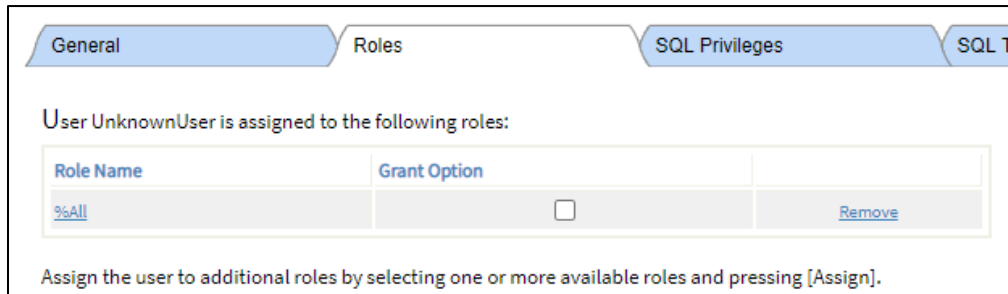 General Roles SQL Privileges SQL T
User UnknownUser is assigned to the following roles:
Role Name Grant Option
%All Remove
Assign the user to additional roles by selecting one or more available roles and pressing [Assign].